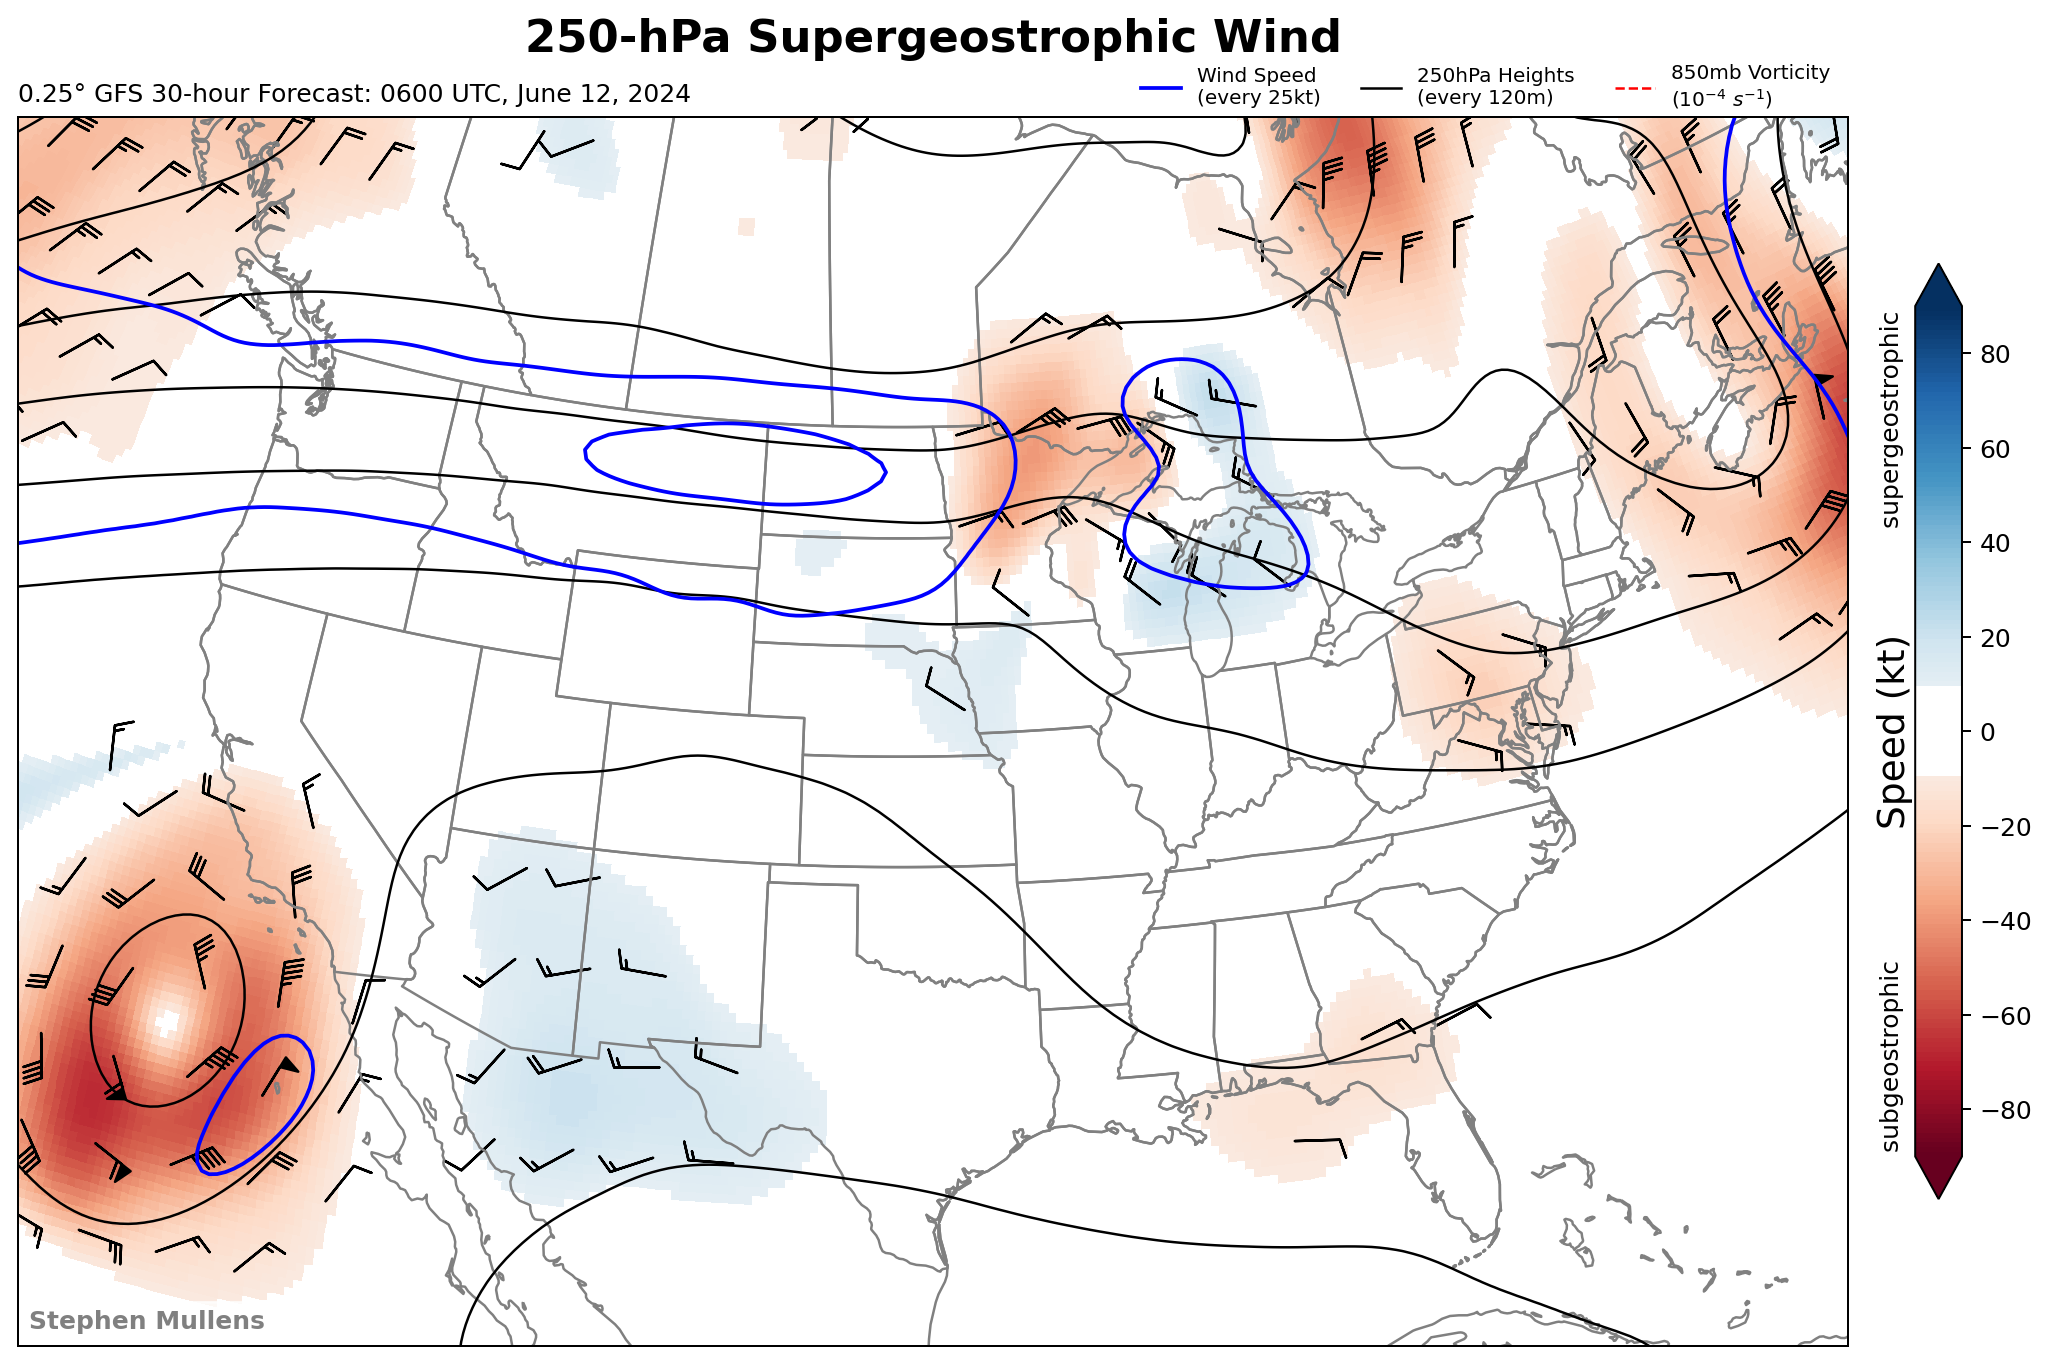 250-hPa Supergeostrophic Wind
0.25° GFS 30-hour Forecast: 0600 UTC, June 12, 2024
Wind Speed
(every 25kt)
250hPa Heights
(every 120m)
850mb Vorticity
(10⁻⁴ s⁻¹)
supergeostrophic
Speed (kt)
subgeostrophic
80
60
40
20
0
−20
−40
−60
−80
Stephen Mullens